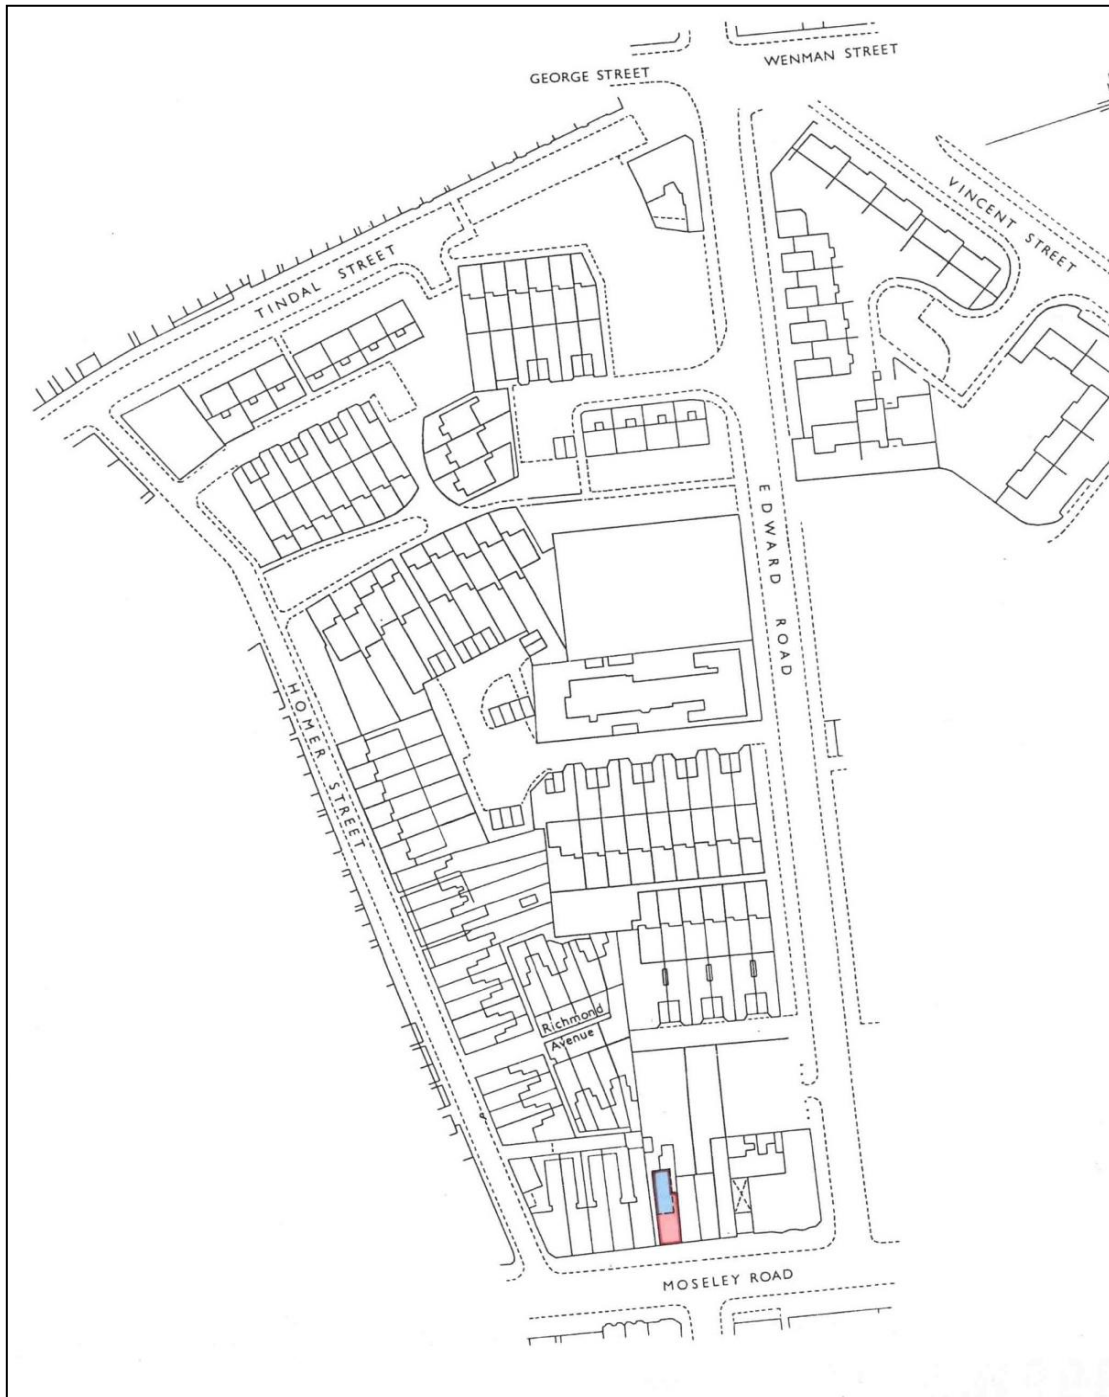 WENMAN STREET
GEORGE STREET
VINCENT STREET
TINDAL STREET
EDWARD ROAD
HOMER STREET
Richmond
Avenue
MOSELEY ROAD